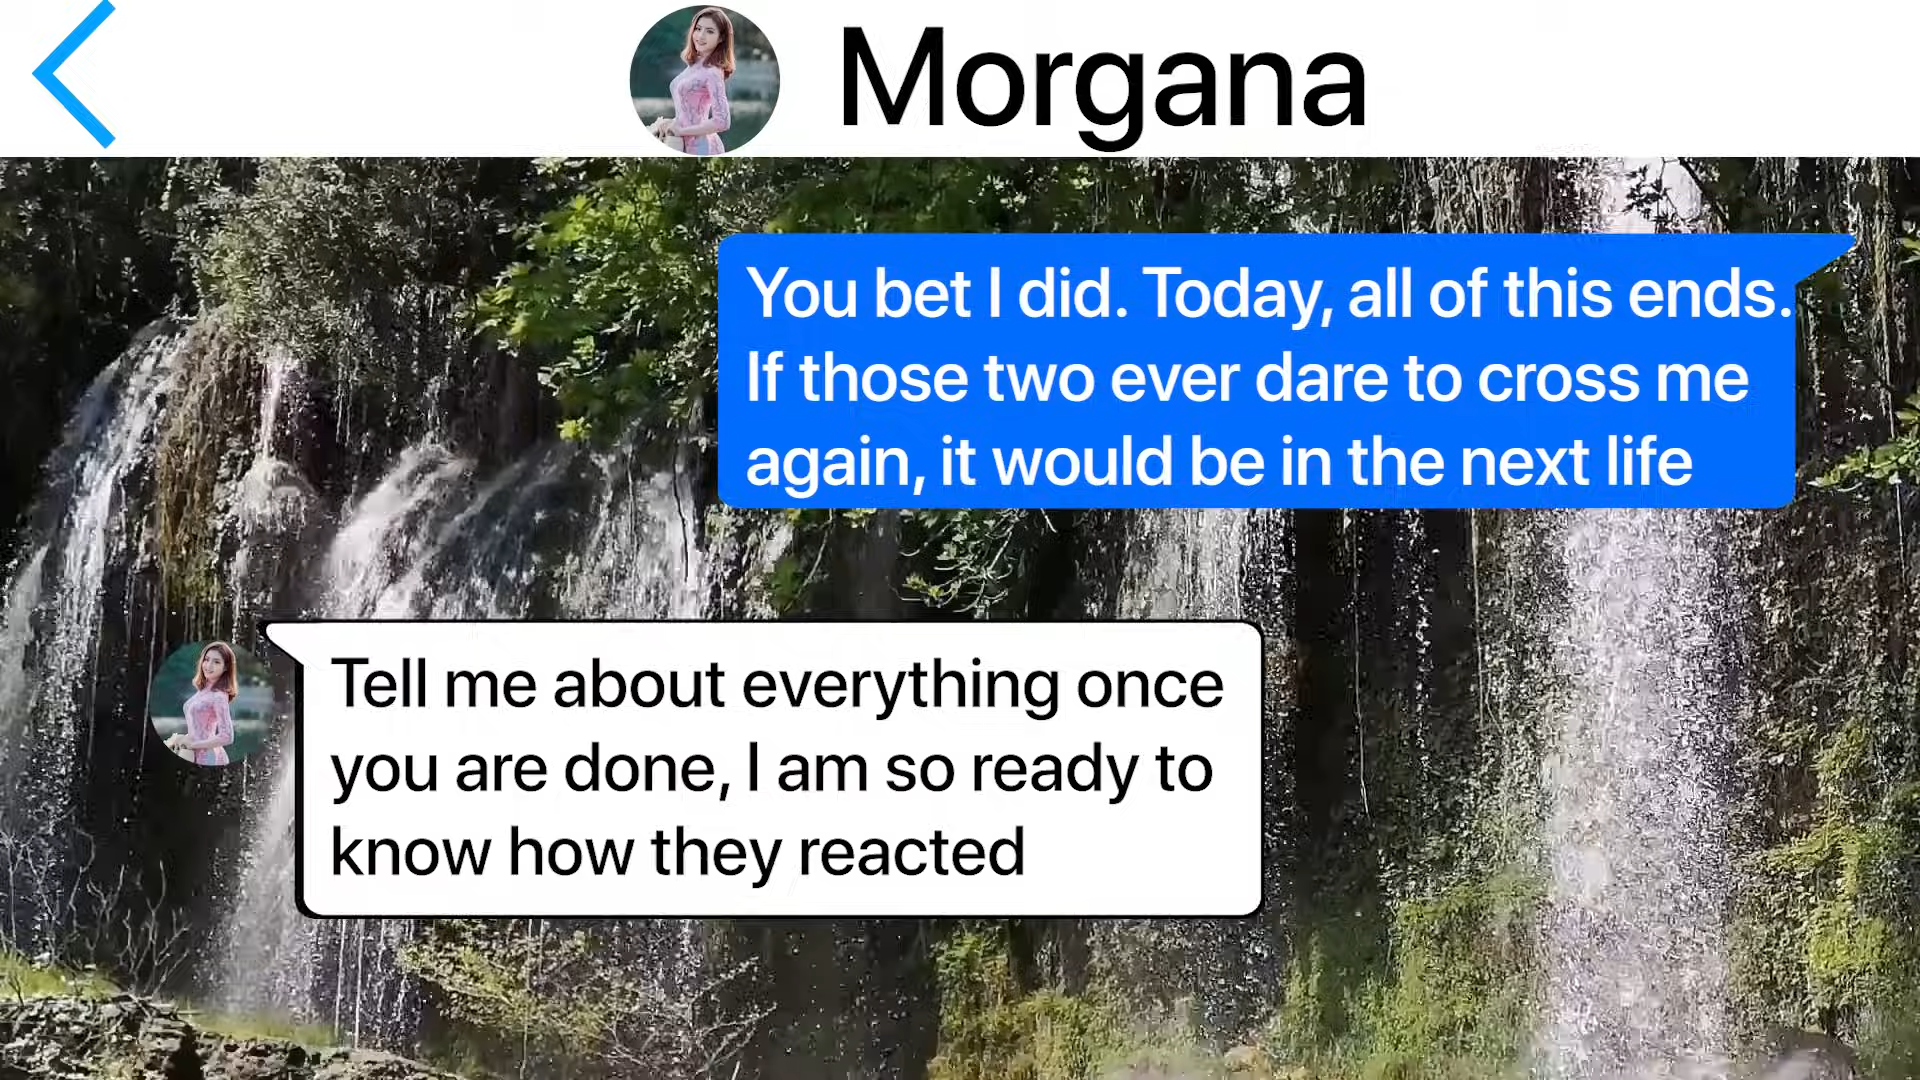 Morgana
You bet I did. Today, all of this ends.
If those two ever dare to cross me
again, it would be in the next life
Tell me about everything once
you are done, I am so ready to
know how they reacted